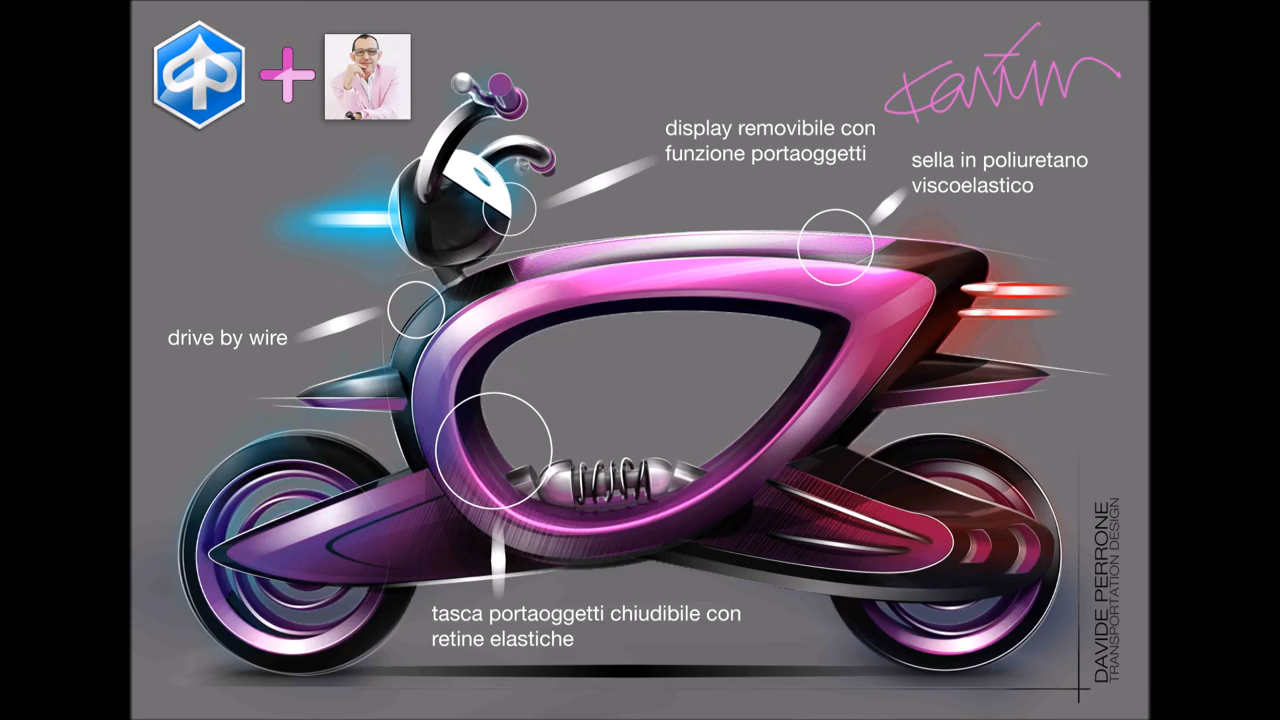 Karim
display removibile con
funzione portaoggetti
sella in poliuretano
viscoelastico
drive by wire
tasca portaoggetti chiudibile con
retine elastiche
DAVIDE PERRONE
TRANSPORTATION DESIGN